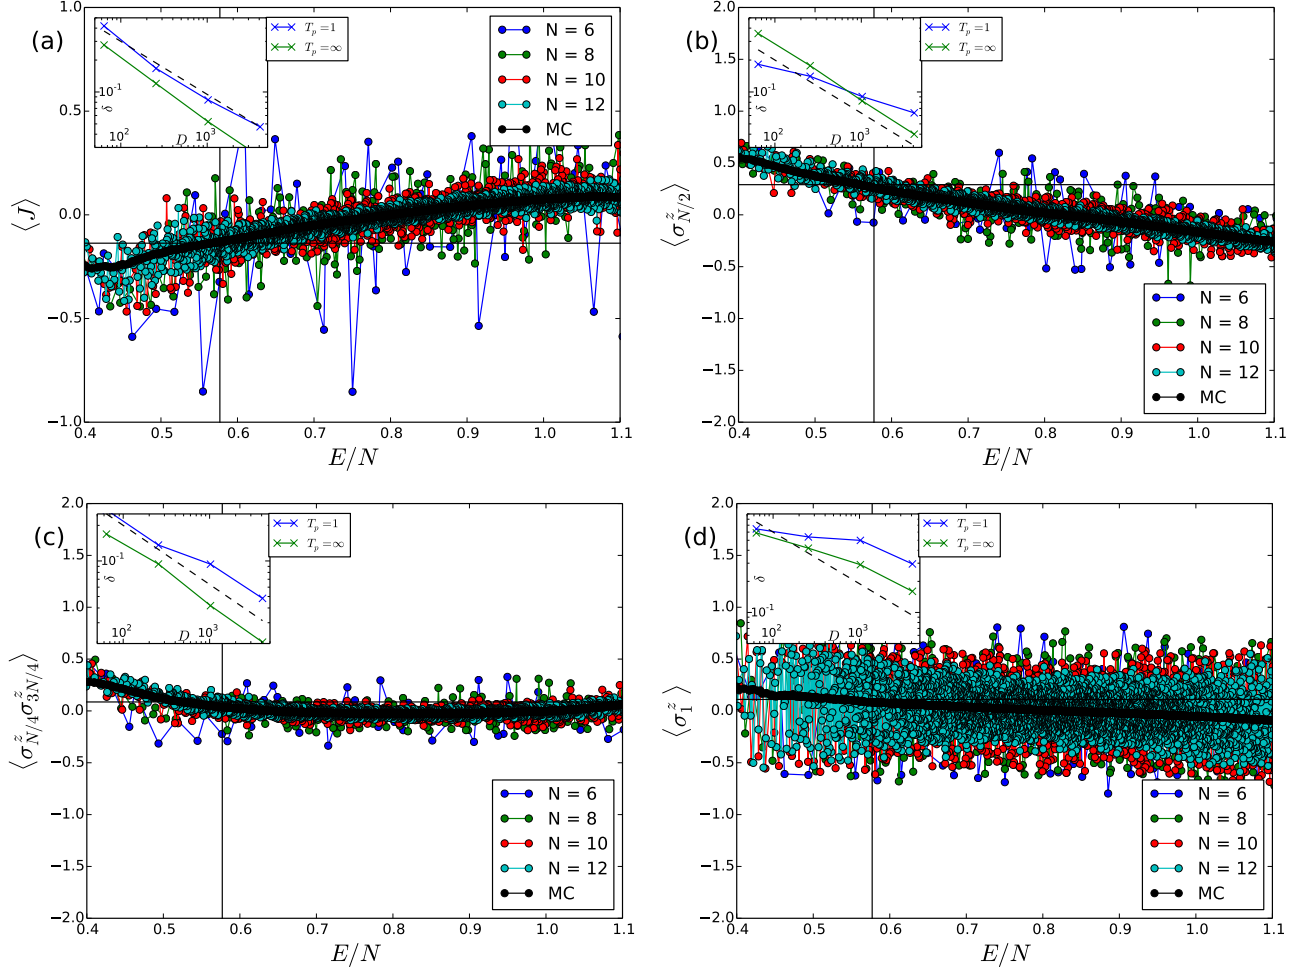 (a)
T_p = 1
T_p = ∞
10^{-1}
δ
10^2
D
10^3
N = 6
N = 8
N = 10
N = 12
MC
1.0
0.5
0.0
−0.5
−1.0
⟨J⟩
0.4 0.5 0.6 0.7 0.8 0.9 1.0 1.1
E/N
(b)
T_p = 1
T_p = ∞
10^{-1}
δ
10^2
D
10^3
2.0
1.5
1.0
0.5
0.0
−0.5
−1.0
−1.5
−2.0
⟨σ^z_{N/2}⟩
N = 6
N = 8
N = 10
N = 12
MC
0.4 0.5 0.6 0.7 0.8 0.9 1.0 1.1
E/N
(c)
T_p = 1
T_p = ∞
10^{-1}
δ
10^2
D
10^3
2.0
1.5
1.0
0.5
0.0
−0.5
−1.0
−1.5
−2.0
⟨σ^z_{N/4}σ^z_{3N/4}⟩
N = 6
N = 8
N = 10
N = 12
MC
0.4 0.5 0.6 0.7 0.8 0.9 1.0 1.1
E/N
(d)
T_p = 1
T_p = ∞
δ
10^{-1}
10^2
D
10^3
2.0
1.5
1.0
0.5
0.0
−0.5
−1.0
−1.5
−2.0
⟨σ^z_1⟩
N = 6
N = 8
N = 10
N = 12
MC
0.4 0.5 0.6 0.7 0.8 0.9 1.0 1.1
E/N